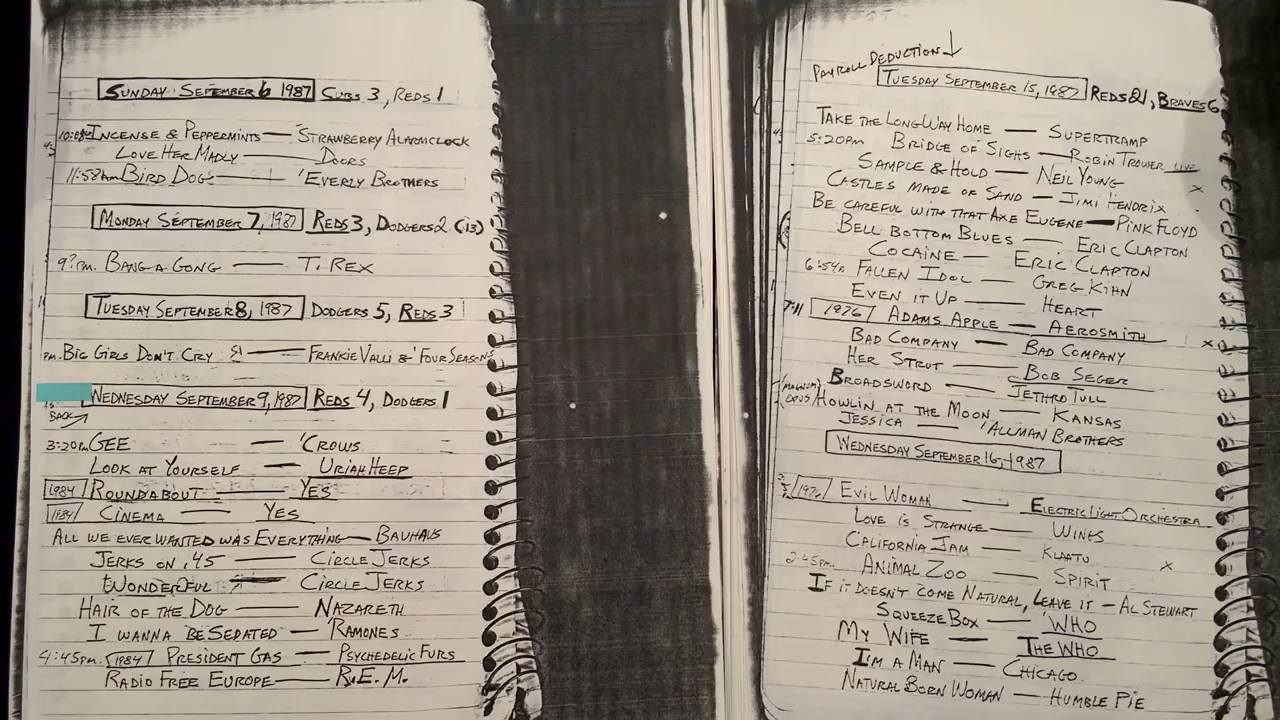 SUNDAY SEPTEMBER 6 1987 CUBS 3, REDS 1
INCENSE & PEPPERMINTS — 'STRAWBERRY ALARMCLOCK
LOVE HER MADLY — DOORS
11:58am BIRD DOG — 'EVERLY BROTHERS
MONDAY SEPTEMBER 7, 1987 REDS 3, DODGERS 2 (13)
9?pm. BANG A GONG — T. REX
TUESDAY SEPTEMBER 8, 1987 DODGERS 5, REDS 3
PM. BIG GIRLS DON'T CRY — FRANKIE VALLI & 'FOUR SEASONS
WEDNESDAY SEPTEMBER 9, 1987 REDS 4, DODGERS 1
BACK
3:20pm GEE — 'CROWS
LOOK AT YOURSELF — URIAH HEEP
1984 ROUNDABOUT — YES
1984 CINEMA — YES
ALL WE EVER WANTED WAS EVERYTHING — BAUHAUS
JERKS ON .45 — CIRCLE JERKS
WONDERFUL — CIRCLE JERKS
HAIR OF THE DOG — NAZARETH
I WANNA BE SEDATED — 'RAMONES
4:45pm. 1984 PRESIDENT GAS — PSYCHEDELIC FURS
RADIO FREE EUROPE — R.E.M.
PAYROLL DEDUCTION ↓
TUESDAY SEPTEMBER 15, 1987 REDS 21, BRAVES 6
TAKE THE LONG WAY HOME — SUPERTRAMP
5:20pm BRIDGE OF SIGHS — ROBIN TROWER LIVE
SAMPLE & HOLD — NEIL YOUNG x
CASTLES MADE OF SAND — JIMI HENDRIX
BE CAREFUL WITH THAT AXE EUGENE — PINK FLOYD
BELL BOTTOM BLUES — ERIC CLAPTON
COCAINE — ERIC CLAPTON
6:54p FALLEN IDOL — GREG KIHN
EVEN IT UP — HEART
7:11 1976 ADAMS APPLE — AEROSMITH x
BAD COMPANY — BAD COMPANY
HER STRUT — BOB SEGER
BROADSWORD — JETHRO TULL
(MAGNUM OPUS) HOWLIN AT THE MOON — KANSAS
JESSICA — 'ALLMAN BROTHERS
WEDNESDAY SEPTEMBER 16, 1987
1976 EVIL WOMAN — ELECTRIC LIGHT ORCHESTRA
LOVE IS STRANGE — WINGS
CALIFORNIA JAM — KLAATU
2:45pm. ANIMAL ZOO — SPIRIT x
IF IT DOESN'T COME NATURAL, LEAVE IT — AL STEWART
SQUEEZE BOX — 'WHO
MY WIFE — THE WHO
I'M A MAN — CHICAGO
NATURAL BORN WOMAN — HUMBLE PIE